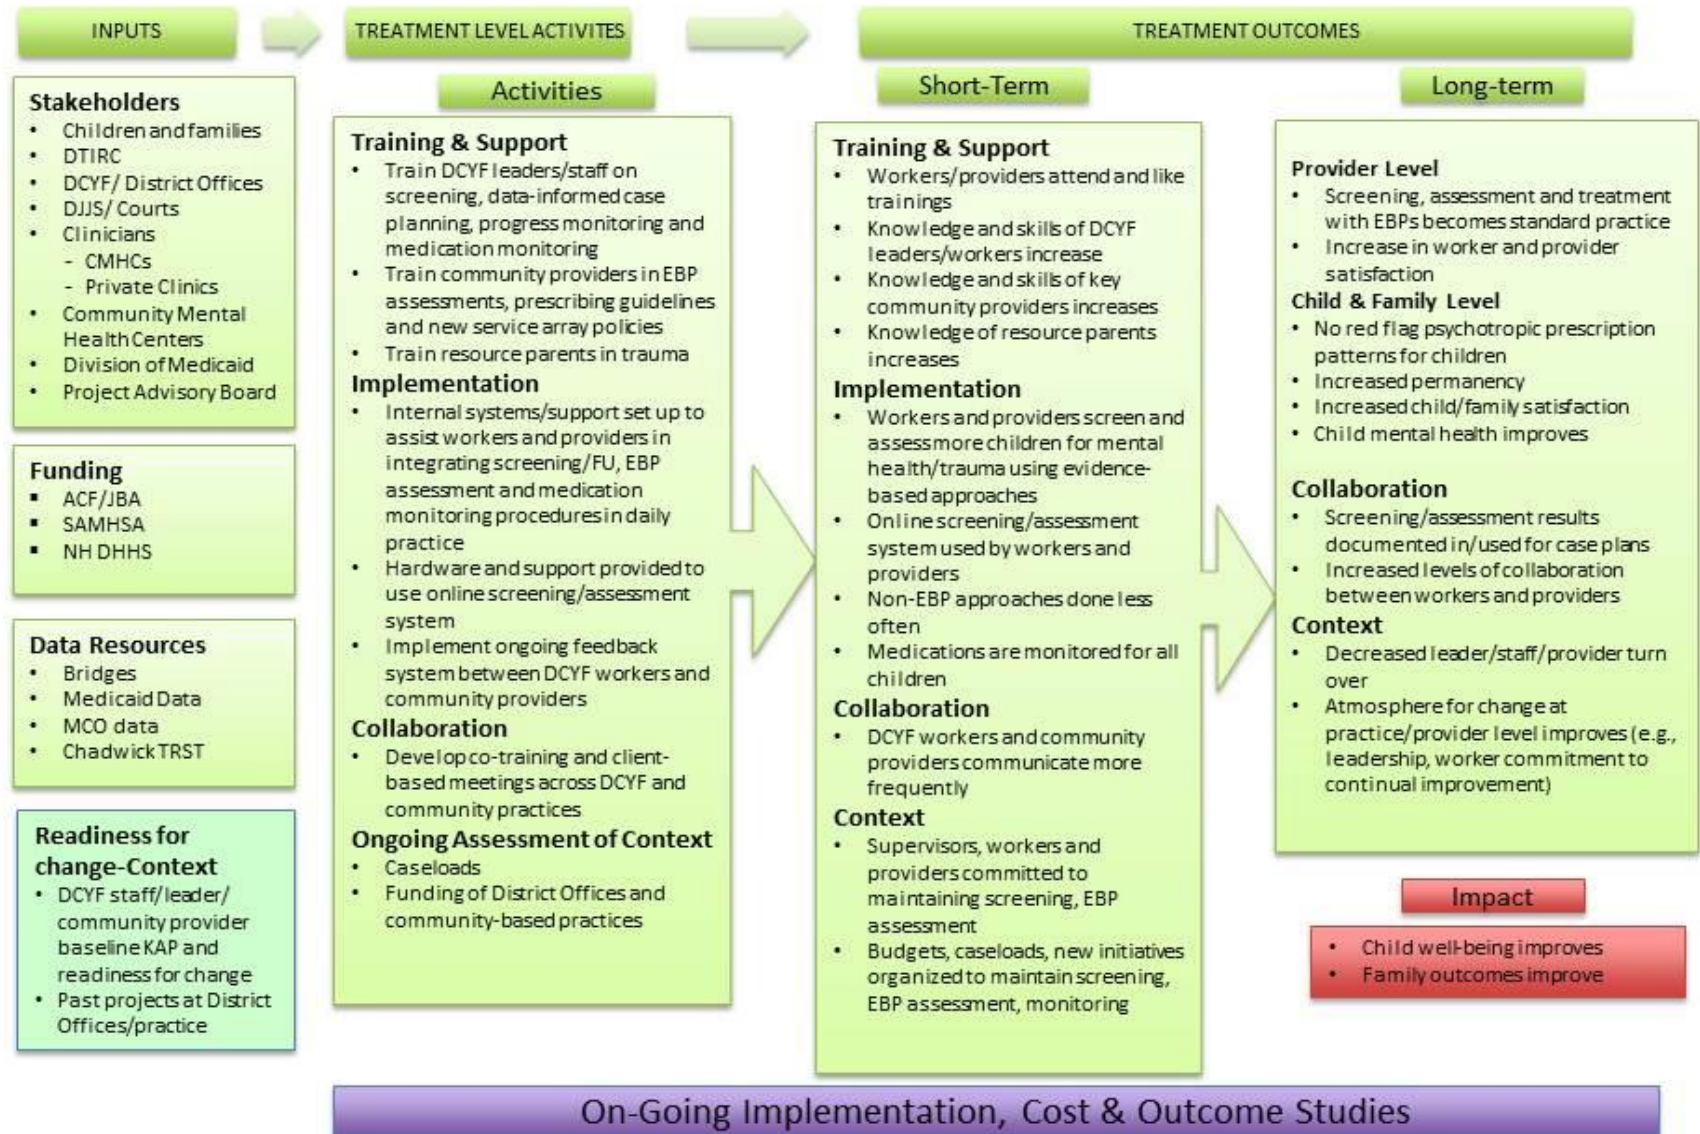 INPUTS
TREATMENT LEVEL ACTIVITES
TREATMENT OUTCOMES
Stakeholders
• Children and families
• DTIRC
• DCYF/ District Offices
• DJJS/ Courts
• Clinicians
- CMHCs
- Private Clinics
• Community Mental
Health Centers
• Division of Medicaid
• Project Advisory Board
Funding
▪ ACF/JBA
▪ SAMHSA
▪ NH DHHS
Data Resources
• Bridges
• Medicaid Data
• MCO data
• Chadwick TRST
Readiness for
change-Context
• DCYF staff/leader/
community provider
baseline KAP and
readiness for change
• Past projects at District
Offices/practice
Activities
Training & Support
• Train DCYF leaders/staff on
screening, data-informed case
planning, progress monitoring and
medication monitoring
• Train community providers in EBP
assessments, prescribing guidelines
and new service array policies
• Train resource parents in trauma
Implementation
• Internal systems/support set up to
assist workers and providers in
integrating screening/FU, EBP
assessment and medication
monitoring procedures in daily
practice
• Hardware and support provided to
use online screening/assessment
system
• Implement ongoing feedback
system between DCYF workers and
community providers
Collaboration
• Develop co-training and client-
based meetings across DCYF and
community practices
Ongoing Assessment of Context
• Caseloads
• Funding of District Offices and
community-based practices
Short-Term
Training & Support
• Workers/providers attend and like
trainings
• Knowledge and skills of DCYF
leaders/workers increase
• Knowledge and skills of key
community providers increases
• Knowledge of resource parents
increases
Implementation
• Workers and providers screen and
assess more children for mental
health/trauma using evidence-
based approaches
• Online screening/assessment
system used by workers and
providers
• Non-EBP approaches done less
often
• Medications are monitored for all
children
Collaboration
• DCYF workers and community
providers communicate more
frequently
Context
• Supervisors, workers and
providers committed to
maintaining screening, EBP
assessment
• Budgets, caseloads, new initiatives
organized to maintain screening,
EBP assessment, monitoring
Long-term
Provider Level
• Screening, assessment and treatment
with EBPs becomes standard practice
• Increase in worker and provider
satisfaction
Child & Family Level
• No red flag psychotropic prescription
patterns for children
• Increased permanency
• Increased child/family satisfaction
• Child mental health improves
Collaboration
• Screening/assessment results
documented in/used for case plans
• Increased levels of collaboration
between workers and providers
Context
• Decreased leader/staff/provider turn
over
• Atmosphere for change at
practice/provider level improves (e.g.,
leadership, worker commitment to
continual improvement)
Impact
• Child well-being improves
• Family outcomes improve
On-Going Implementation, Cost & Outcome Studies